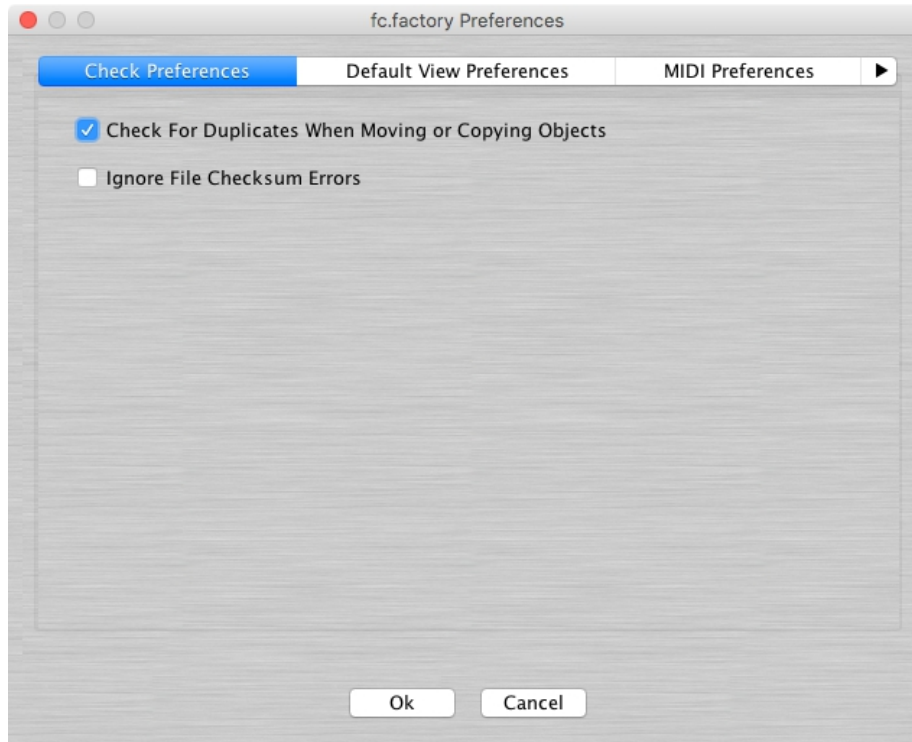 fc.factory Preferences
Check Preferences Default View Preferences MIDI Preferences
Check For Duplicates When Moving or Copying Objects
Ignore File Checksum Errors
Ok Cancel